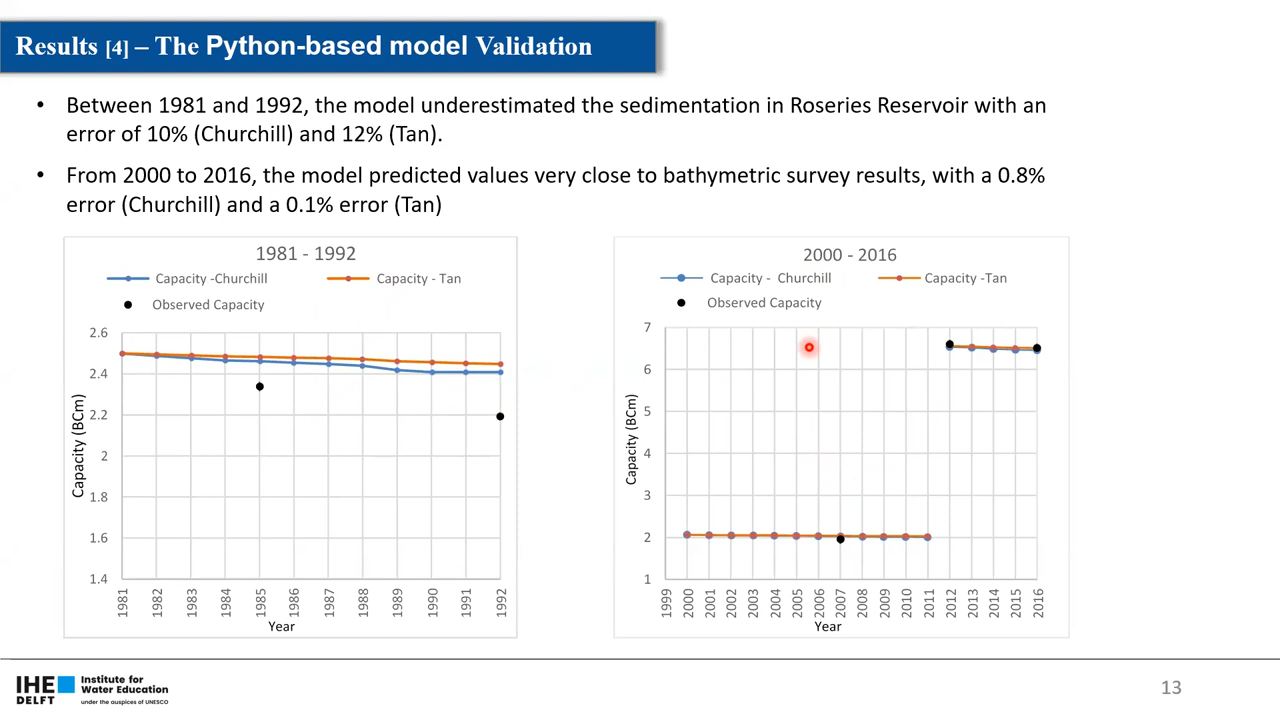 Results [4] – The Python-based model Validation
• Between 1981 and 1992, the model underestimated the sedimentation in Roseries Reservoir with an
error of 10% (Churchill) and 12% (Tan).
• From 2000 to 2016, the model predicted values very close to bathymetric survey results, with a 0.8%
error (Churchill) and a 0.1% error (Tan)
1981 - 1992
Capacity -Churchill
Capacity - Tan
Observed Capacity
Capacity (BCm)
2.6
2.4
2.2
2
1.8
1.6
1.4
1981 1982 1983 1984 1985 1986 1987 1988 1989 1990 1991 1992
Year
2000 - 2016
Capacity - Churchill
Capacity -Tan
Observed Capacity
Capacity (BCm)
7
6
5
4
3
2
1
1999 2000 2001 2002 2003 2004 2005 2006 2007 2008 2009 2010 2011 2012 2013 2014 2015 2016
Year
IHE
DELFT
Institute for
Water Education
under the auspices of UNESCO
13